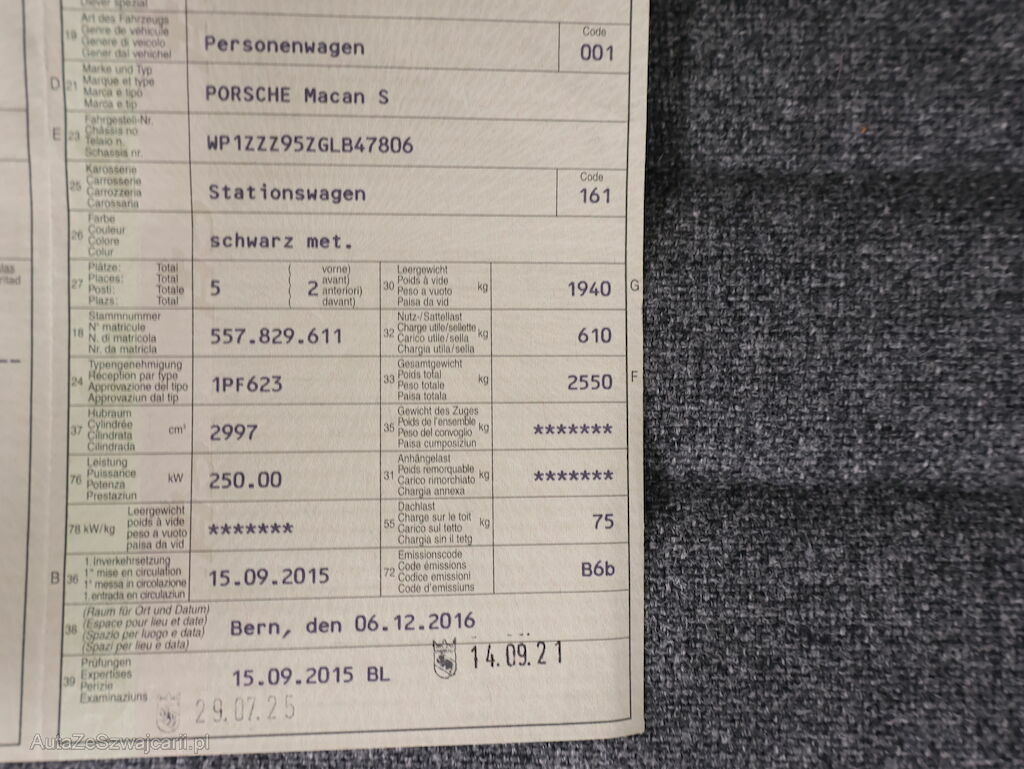 19 Art des Fahrzeugs
Genre de véhicule
Genere di veicolo
Gener dal vehichel
Personenwagen
Code
001
D 21 Marke und Typ
Marque et type
Marca e tipo
Marca e tip
PORSCHE Macan S
E 23 Fahrgestell-Nr.
Châssis no
Telaio n.
Schassis nr.
WP1ZZZ95ZGLB47806
25 Karosserie
Carrosserie
Carrozzeria
Carossaria
Stationswagen
Code
161
26 Farbe
Couleur
Colore
Colur
schwarz met.
27 Plätze: Total
Places: Total
Posti: Totale
Plazs: Total
5
( vorne)
avant)
2 anteriori)
( davant)
30 Leergewicht
Poids à vide
Peso a vuoto
Paisa da vid
kg
1940 G
18 Stammnummer
N° matricule
N. di matricola
Nr. da matricla
557.829.611
32 Nutz-/Sattellast
Charge utile/sellette
Carico utile/sella
Chargia utila/sella
kg
610
24 Typengenehmigung
Réception par type
Approvazione del tipo
Approvaziun dal tip
1PF623
33 Gesamtgewicht
Poids total
Peso totale
Paisa totala
kg
2550 F
37 Hubraum
Cylindrée
Cilindrata
Cilindrada
cm³
2997
35 Gewicht des Zuges
Poids de l'ensemble
Peso del convoglio
Paisa cumposiziun
kg
*******
76 Leistung
Puissance
Potenza
Prestaziun
kW
250.00
31 Anhängelast
Poids remorquable
Carico rimorchiato
Chargia annexa
kg
*******
78 kW/kg
Leergewicht
poids à vide
peso a vuoto
paisa da vid
*******
55 Dachlast
Charge sur le toit
Carico sul tetto
Chargia sin il tetg
kg
75
B 36 1. Inverkehrsetzung
1re mise en circulation
1a messa in circolazione
1. entrada en circulaziun
15.09.2015
72 Emissionscode
Code émissions
Codice emissioni
Code d'emissiuns
B6b
38 (Raum für Ort und Datum)
(Espace pour lieu et date)
(Spazio per luogo e data)
(Spazi per lieu e data)
Bern, den 06.12.2016
39 Prüfungen
Expertises
Perizie
Examinaziuns
15.09.2015 BL
14.09.21
29.07.25
AutaZeSzwajcarii.pl